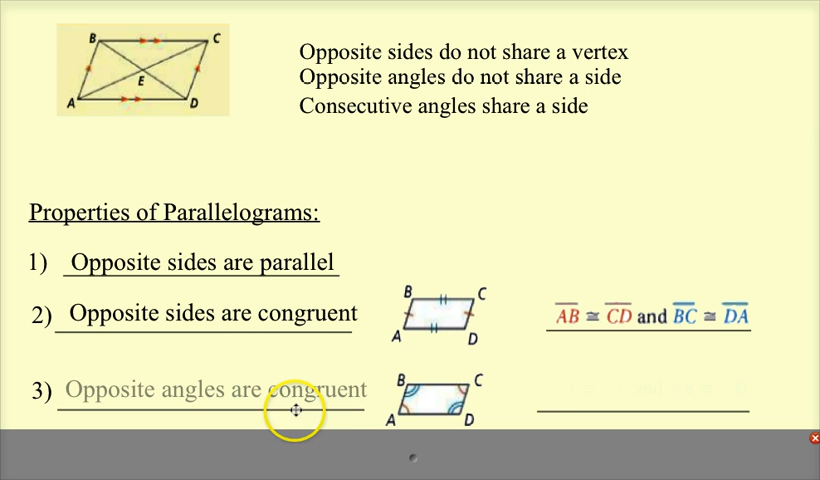 B C
E
A D
Opposite sides do not share a vertex
Opposite angles do not share a side
Consecutive angles share a side
Properties of Parallelograms:
1) Opposite sides are parallel
2) Opposite sides are congruent
B C
A D
AB ≅ CD and BC ≅ DA
3) Opposite angles are congruent
B C
A D